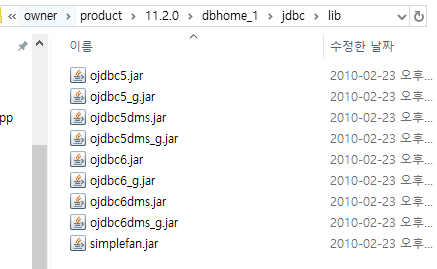 « owner > product > 11.2.0 > dbhome_1 > jdbc > lib
이름 수정한 날짜
ojdbc5.jar 2010-02-23 오후...
ojdbc5_g.jar 2010-02-23 오후...
ojdbc5dms.jar 2010-02-23 오후...
ojdbc5dms_g.jar 2010-02-23 오후...
ojdbc6.jar 2010-02-23 오후...
ojdbc6_g.jar 2010-02-23 오후...
ojdbc6dms.jar 2010-02-23 오후...
ojdbc6dms_g.jar 2010-02-23 오후...
simplefan.jar 2010-02-23 오후...
pp